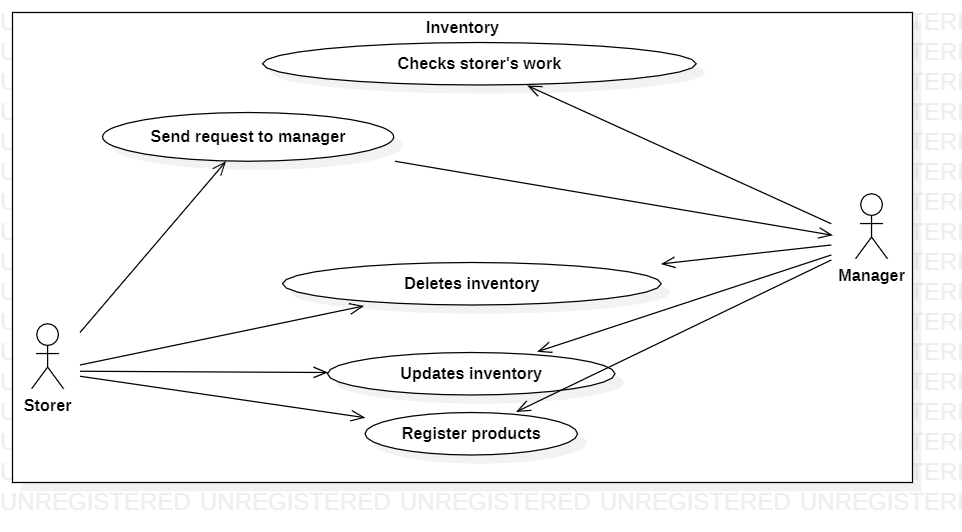 Inventory
Checks storer's work
Send request to manager
Manager
Deletes inventory
Updates inventory
Storer
Register products
UNREGISTERED UNREGISTERED UNREGISTERED UNREGISTERED UNREGISTERI